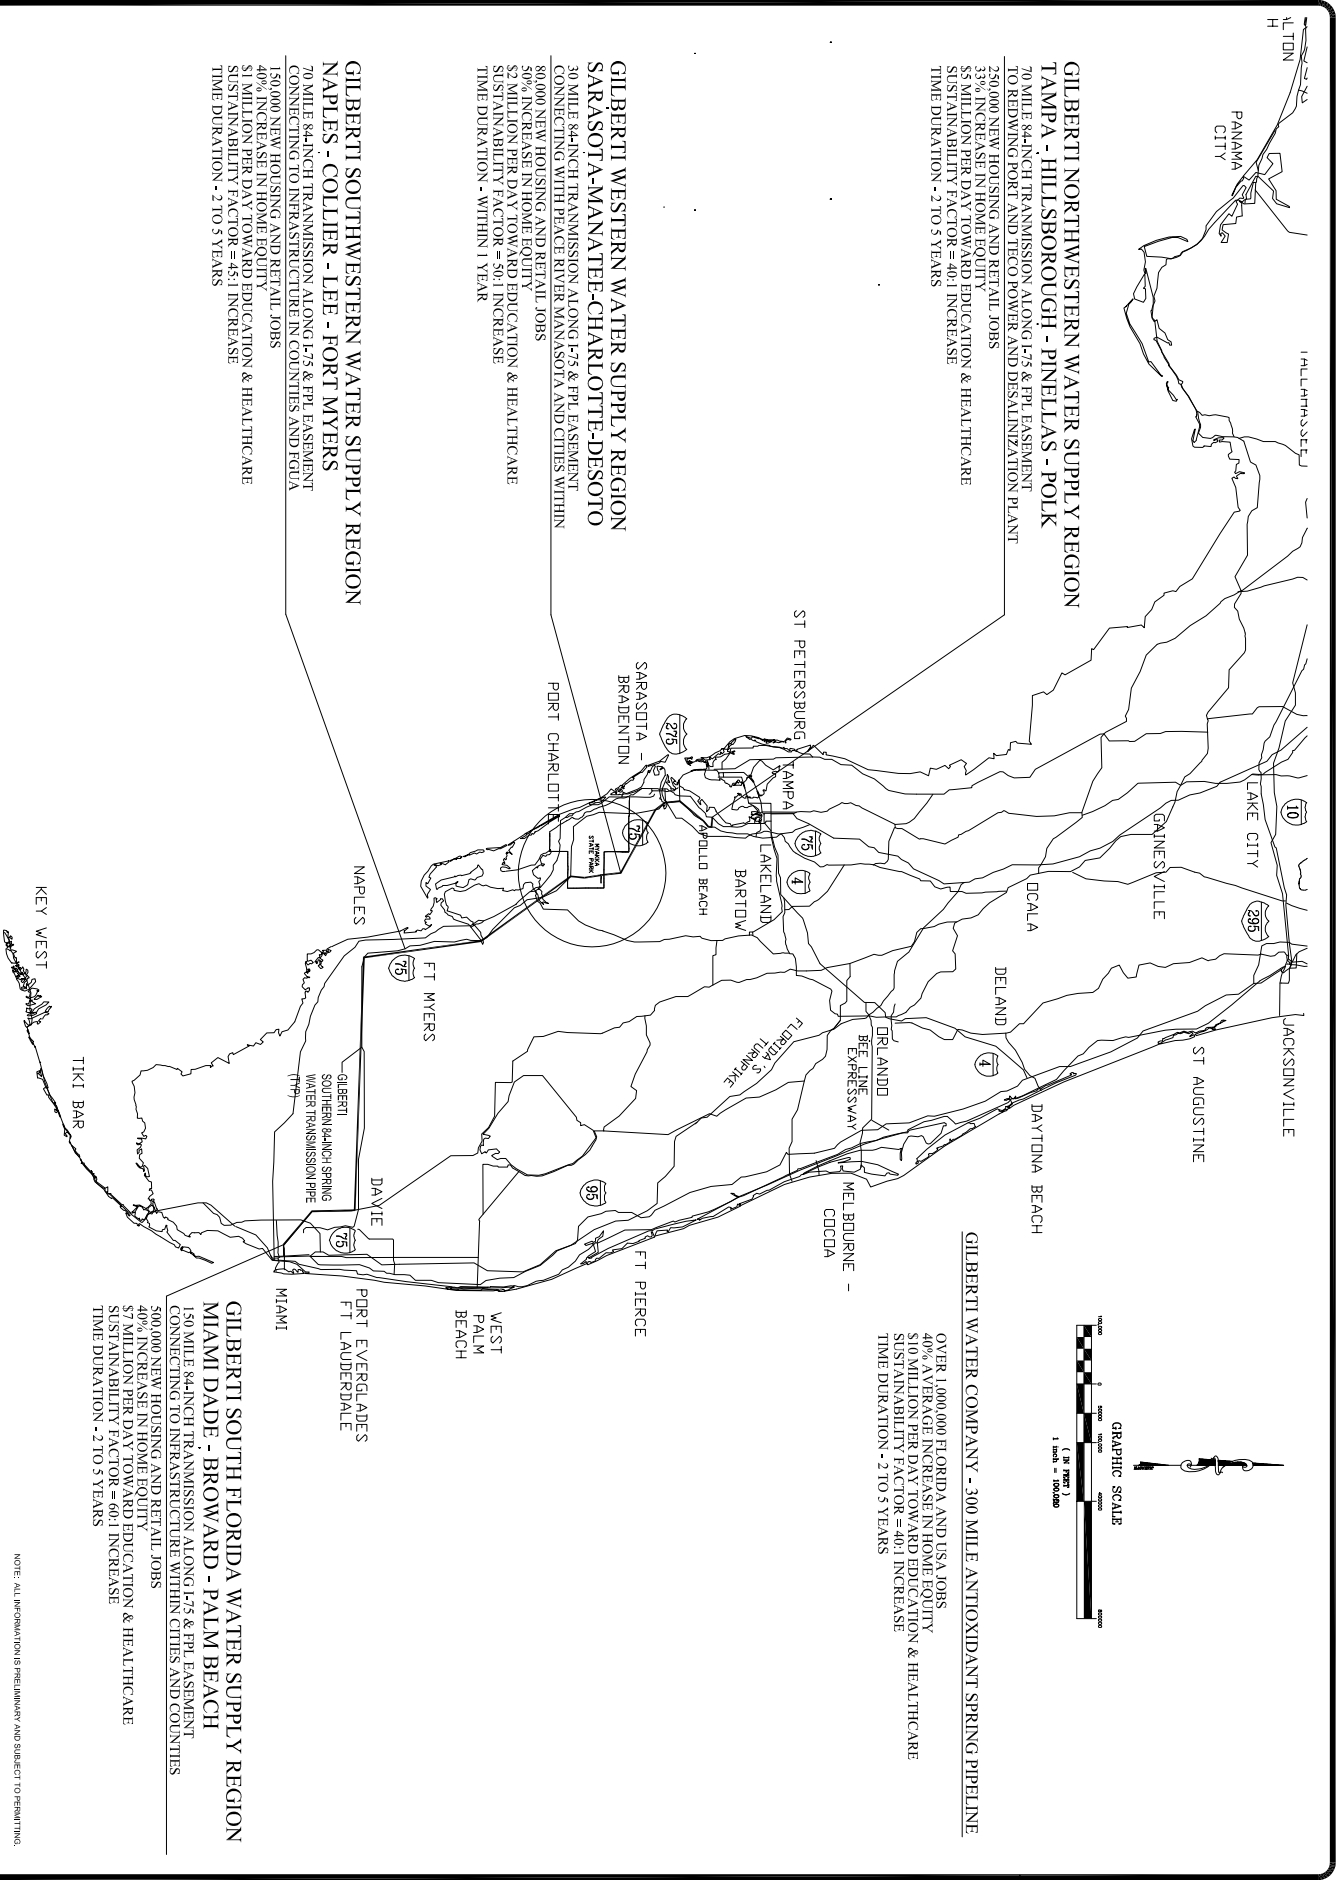 GILBERTI NORTHWESTERN WATER SUPPLY REGION
TAMPA - HILLSBOROUGH - PINELLAS - POLK
70 MILE 84-INCH TRANMISSION ALONG I-75 & FPL EASEMENT
TO REDWING PORT AND TECO POWER AND DESALINIZATION PLANT
250,000 NEW HOUSING AND RETAIL JOBS
33% INCREASE IN HOME EQUITY
$5 MILLION PER DAY TOWARD EDUCATION & HEALTHCARE
SUSTAINABILITY FACTOR = 40:1 INCREASE
TIME DURATION - 2 TO 5 YEARS
GILBERTI WESTERN WATER SUPPLY REGION
SARASOTA-MANATEE-CHARLOTTE-DESOTO
30 MILE 84-INCH TRANMISSION ALONG I-75 & FPL EASEMENT
CONNECTING WITH PEACE RIVER MANASOTA AND CITIES WITHIN
80,000 NEW HOUSING AND RETAIL JOBS
50% INCREASE IN HOME EQUITY
$2 MILLION PER DAY TOWARD EDUCATION & HEALTHCARE
SUSTAINABILITY FACTOR = 50:1 INCREASE
TIME DURATION - WITHIN 1 YEAR
GILBERTI SOUTHWESTERN WATER SUPPLY REGION
NAPLES - COLLIER - LEE - FORT MYERS
70 MILE 84-INCH TRANMISSION ALONG I-75 & FPL EASEMENT
CONNECTING TO INFRASTRUCTURE IN COUNTIES AND FGUA
150,000 NEW HOUSING AND RETAIL JOBS
40% INCREASE IN HOME EQUITY
$1 MILLION PER DAY TOWARD EDUCATION & HEALTHCARE
SUSTAINABILITY FACTOR = 45:1 INCREASE
TIME DURATION - 2 TO 5 YEARS
PANAMA
CITY
LAKE CITY
10
295
JACKSONVILLE
ST AUGUSTINE
GAINESVILLE
OCALA
DELAND
4
DAYTONA BEACH
ST PETERSBURG
TAMPA
75
4
LAKELAND
BARTOW
APOLLO BEACH
ORLANDO
BEE LINE
EXPRESSWAY
FLORIDA'S
TURNPIKE
MELBOURNE -
COCOA
275
SARASOTA -
BRADENTON
75
MYAKKA
STATE PARK
PORT CHARLOTTE
95
FT PIERCE
NAPLES
75
FT MYERS
GILBERTI
SOUTHERN 84-INCH SPRING
WATER TRANSMISSION PIPE
(TYP)
DAVIE
75
WEST
PALM
BEACH
PORT EVERGLADES
FT LAUDERDALE
MIAMI
KEY WEST
TIKI BAR
GRAPHIC SCALE
( IN FEET )
GILBERTI WATER COMPANY - 300 MILE ANTIOXIDANT SPRING PIPELINE
OVER 1,000,000 FLORIDA AND USA JOBS
40% AVERAGE INCREASE IN HOME EQUITY
$10 MILLION PER DAY TOWARD EDUCATION & HEALTHCARE
SUSTAINABILITY FACTOR = 40:1 INCREASE
TIME DURATION - 2 TO 5 YEARS
GILBERTI SOUTH FLORIDA WATER SUPPLY REGION
MIAMI DADE - BROWARD - PALM BEACH
150 MILE 84-INCH TRANMISSION ALONG I-75 & FPL EASEMENT
CONNECTING TO INFRASTRUCTURE WITHIN CITIES AND COUNTIES
500,000 NEW HOUSING AND RETAIL JOBS
40% INCREASE IN HOME EQUITY
$7 MILLION PER DAY TOWARD EDUCATION & HEALTHCARE
SUSTAINABILITY FACTOR = 60:1 INCREASE
TIME DURATION - 2 TO 5 YEARS
NOTE: ALL INFORMATION IS PRELIMINARY AND SUBJECT TO PERMITTING.